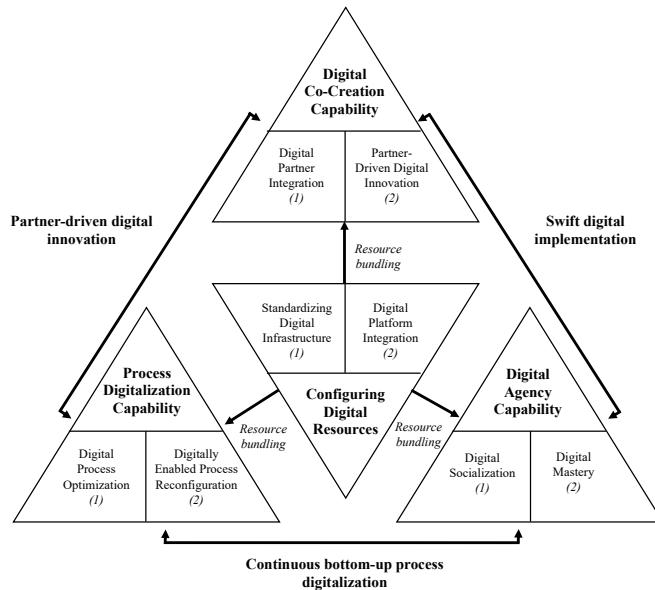 Digital
Co-Creation
Capability
Digital
Partner
Integration
(1)
Partner-
Driven Digital
Innovation
(2)
Partner-driven digital
innovation
Swift digital
implementation
Resource
bundling
Standardizing
Digital
Infrastructure
(1)
Digital
Platform
Integration
(2)
Configuring
Digital
Resources
Process
Digitalization
Capability
Resource
bundling
Resource
bundling
Digital
Agency
Capability
Digital
Process
Optimization
(1)
Digitally
Enabled Process
Reconfiguration
(2)
Digital
Socialization
(1)
Digital
Mastery
(2)
Continuous bottom-up process
digitalization